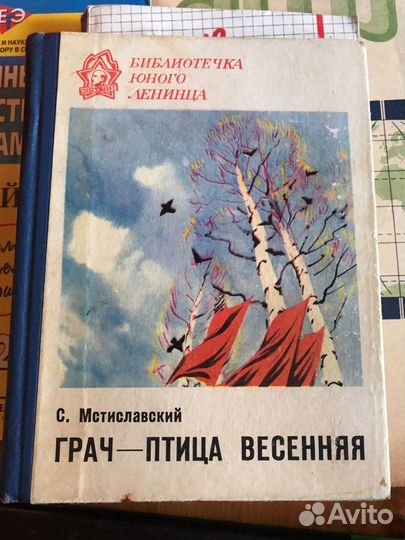 БИБЛИОТЕЧКА
ЮНОГО
ЛЕНИНЦА
С. Мстиславский
ГРАЧ—ПТИЦА ВЕСЕННЯЯ
Avito